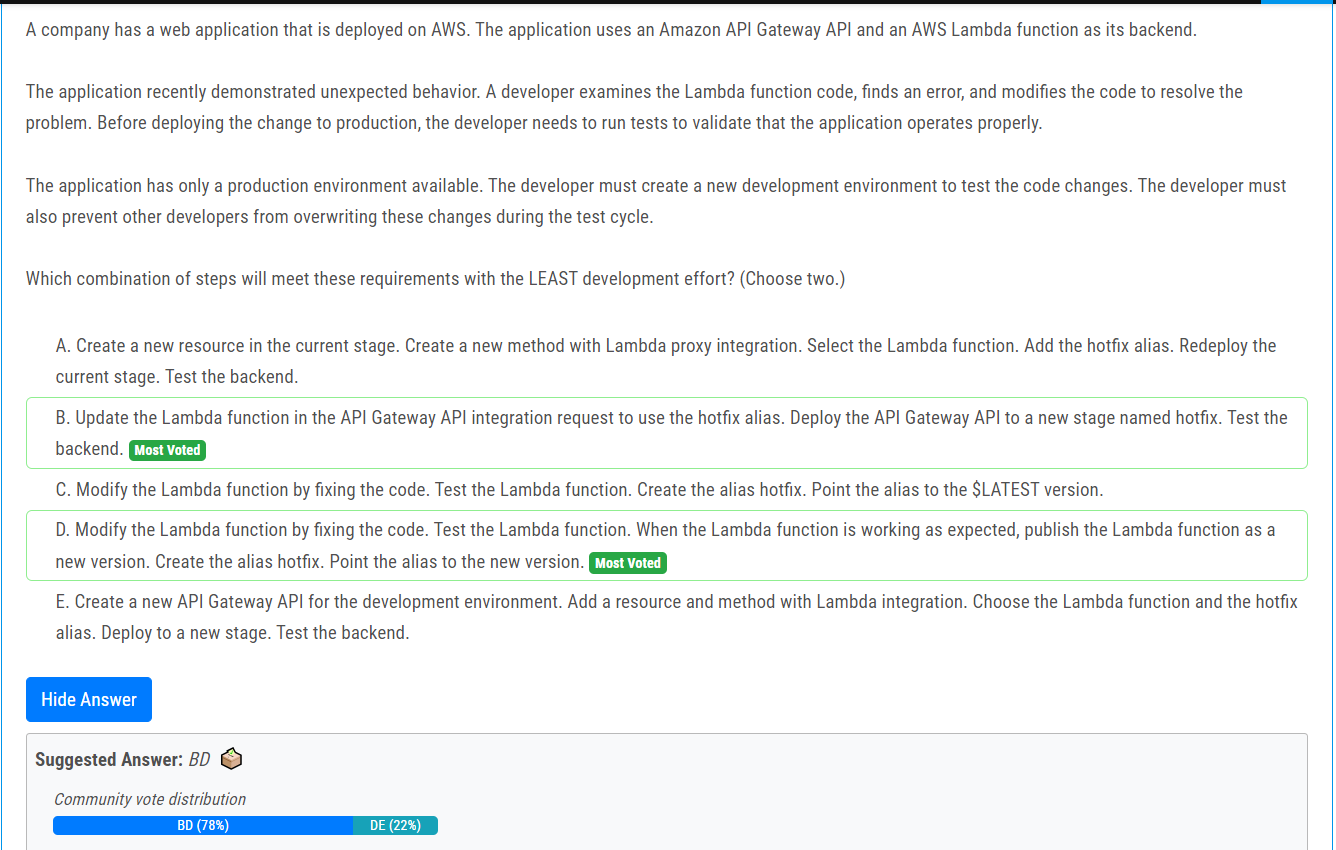 A company has a web application that is deployed on AWS. The application uses an Amazon API Gateway API and an AWS Lambda function as its backend.
The application recently demonstrated unexpected behavior. A developer examines the Lambda function code, finds an error, and modifies the code to resolve the
problem. Before deploying the change to production, the developer needs to run tests to validate that the application operates properly.
The application has only a production environment available. The developer must create a new development environment to test the code changes. The developer must
also prevent other developers from overwriting these changes during the test cycle.
Which combination of steps will meet these requirements with the LEAST development effort? (Choose two.)
A. Create a new resource in the current stage. Create a new method with Lambda proxy integration. Select the Lambda function. Add the hotfix alias. Redeploy the
current stage. Test the backend.
B. Update the Lambda function in the API Gateway API integration request to use the hotfix alias. Deploy the API Gateway API to a new stage named hotfix. Test the
backend. Most Voted
C. Modify the Lambda function by fixing the code. Test the Lambda function. Create the alias hotfix. Point the alias to the $LATEST version.
D. Modify the Lambda function by fixing the code. Test the Lambda function. When the Lambda function is working as expected, publish the Lambda function as a
new version. Create the alias hotfix. Point the alias to the new version. Most Voted
E. Create a new API Gateway API for the development environment. Add a resource and method with Lambda integration. Choose the Lambda function and the hotfix
alias. Deploy to a new stage. Test the backend.
Hide Answer
Suggested Answer: BD
Community vote distribution
BD (78%) DE (22%)